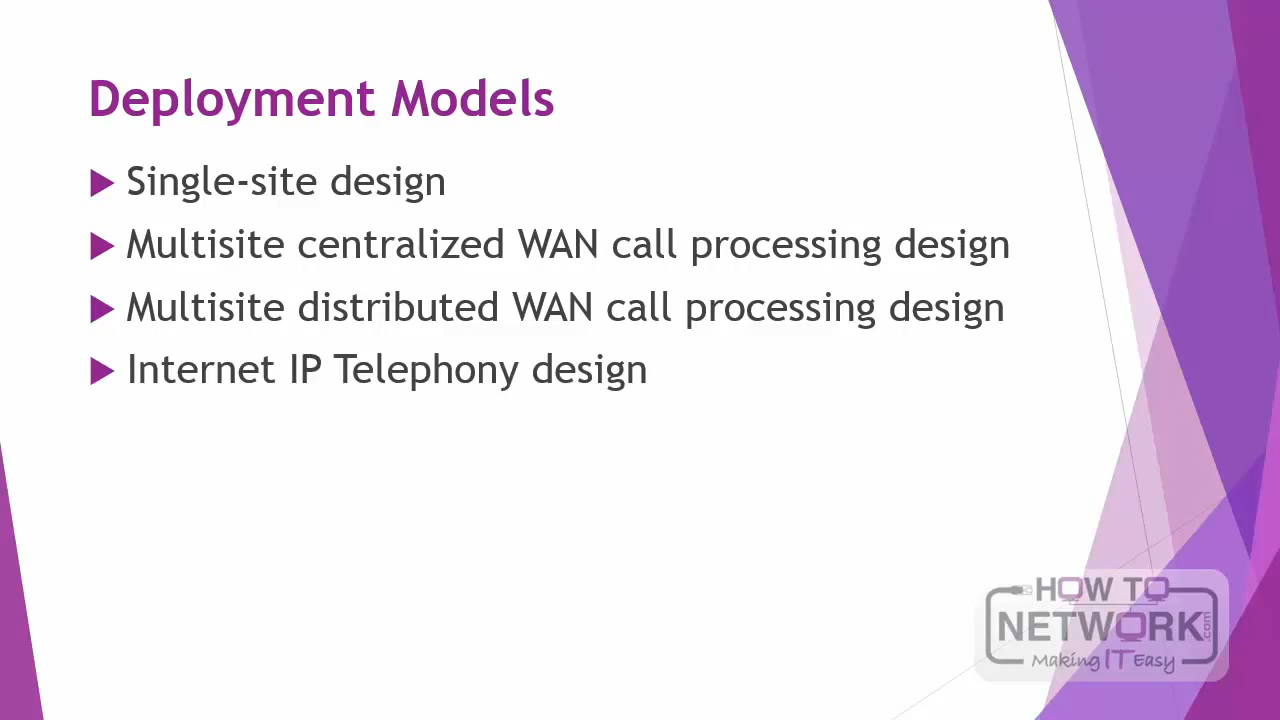 Deployment Models
Single-site design
Multisite centralized WAN call processing design
Multisite distributed WAN call processing design
Internet IP Telephony design
HOW TO
NETWORK.com
Making IT Easy